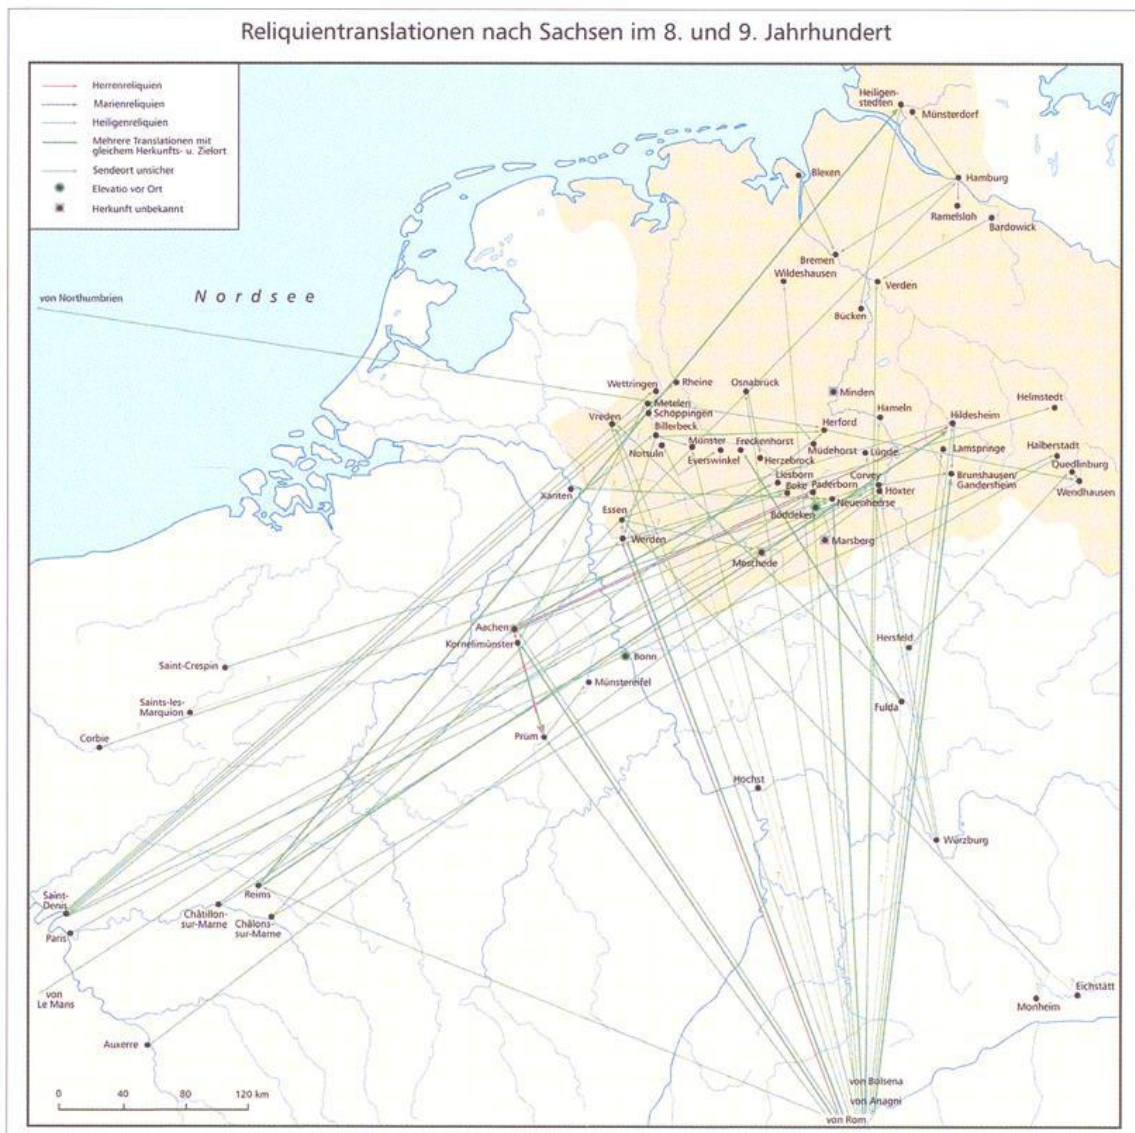 Reliquientranslationen nach Sachsen im 8. und 9. Jahrhundert
Herrenreliquien
Marienreliquien
Heiligenreliquien
Mehrere Translationen mit
gleichem Herkunfts- u. Zielort
Sendeort unsicher
Elevatio vor Ort
Herkunft unbekannt
Heiligen-
stedten
Münsterdorf
Blexen
Hamburg
Ramelsloh
Bardowick
Bremen
Wildeshausen
Verden
Bücken
von Northumbrien
Nordsee
Wettringen
Rheine
Osnabrück
Minden
Metelen
Schöppingen
Vreden
Billerbeck
Hameln
Hildesheim
Helmstedt
Herford
Münster
Freckenhorst
Nottuln
Everswinkel
Herzebrock
Müdehorst
Lügde
Lamspringe
Halberstadt
Quedlinburg
Wendhausen
Liesborn
Boke
Paderborn
Corvey
Höxter
Brunshausen/
Gandersheim
Xanten
Neuenheerse
Böddeken
Essen
Werden
Marsberg
Meschede
Aachen
Kornelimünster
Hersfeld
Bonn
Saint-Crespin
Münstereifel
Saints-les-
Marquion
Fulda
Corbie
Prüm
Höchst
Würzburg
Reims
Saint-
Denis
Châtillon-
sur-Marne
Châlons-
sur-Marne
Paris
von
Le Mans
Eichstätt
Monheim
Auxerre
von Bolsena
von Anagni
von Rom
0 40 80 120 km